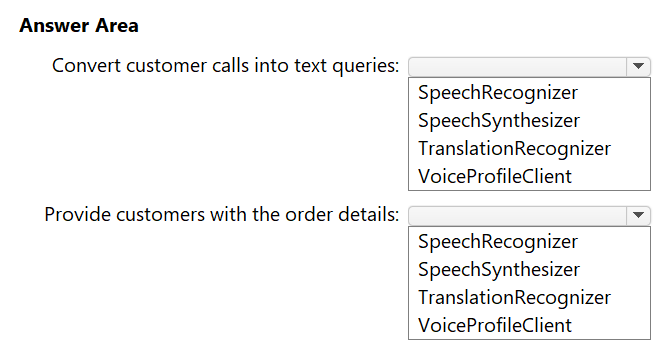 Answer Area
Convert customer calls into text queries:
SpeechRecognizer
SpeechSynthesizer
TranslationRecognizer
VoiceProfileClient
Provide customers with the order details:
SpeechRecognizer
SpeechSynthesizer
TranslationRecognizer
VoiceProfileClient